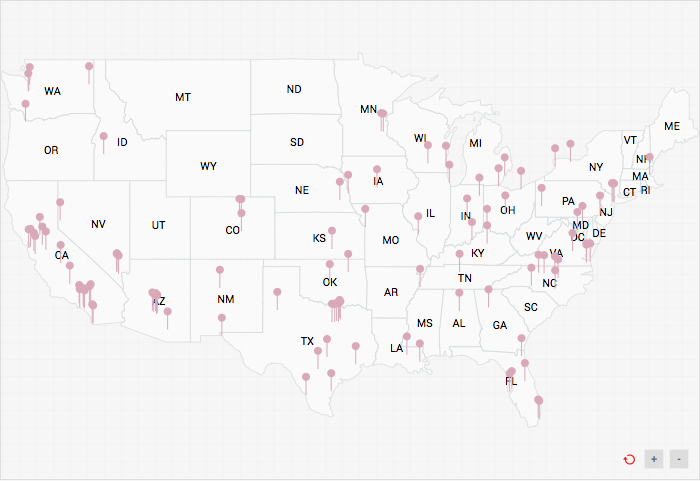 WA
MT
ND
MN
ME
VT
WI
MI
OR
ID
SD
NH
NY
WY
MA
NE
IA
CT
RI
PA
IL
IN
OH
NJ
NV
UT
CO
KS
MO
WV
MD
DC
DE
CA
KY
VA
OK
TN
NC
AZ
NM
AR
SC
TX
LA
MS
AL
GA
FL
+
-